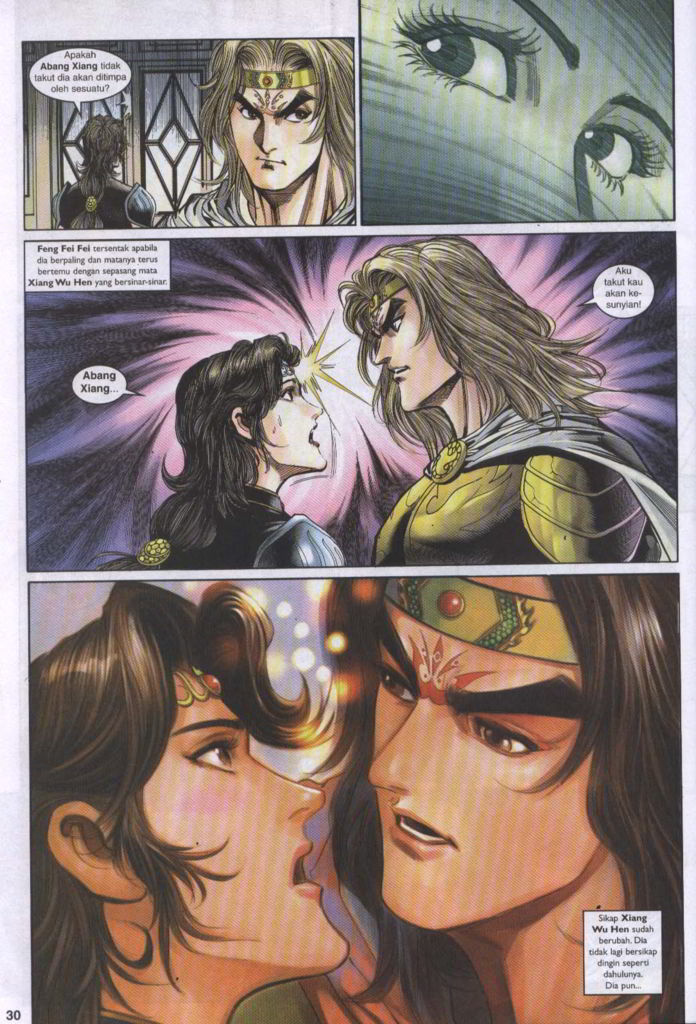 Apakah
Abang Xiang tidak
takut dia akan ditimpa
oleh sesuatu?
Feng Fei Fei tersentak apabila
dia berpaling dan matanya terus
bertemu dengan sepasang mata
Xiang Wu Hen yang bersinar-sinar.
Aku
takut kau
akan ke-
sunyian!
Abang
Xiang...
Sikap Xiang
Wu Hen sudah
berubah. Dia
tidak lagi bersikap
dingin seperti
dahulunya.
Dia pun...
30